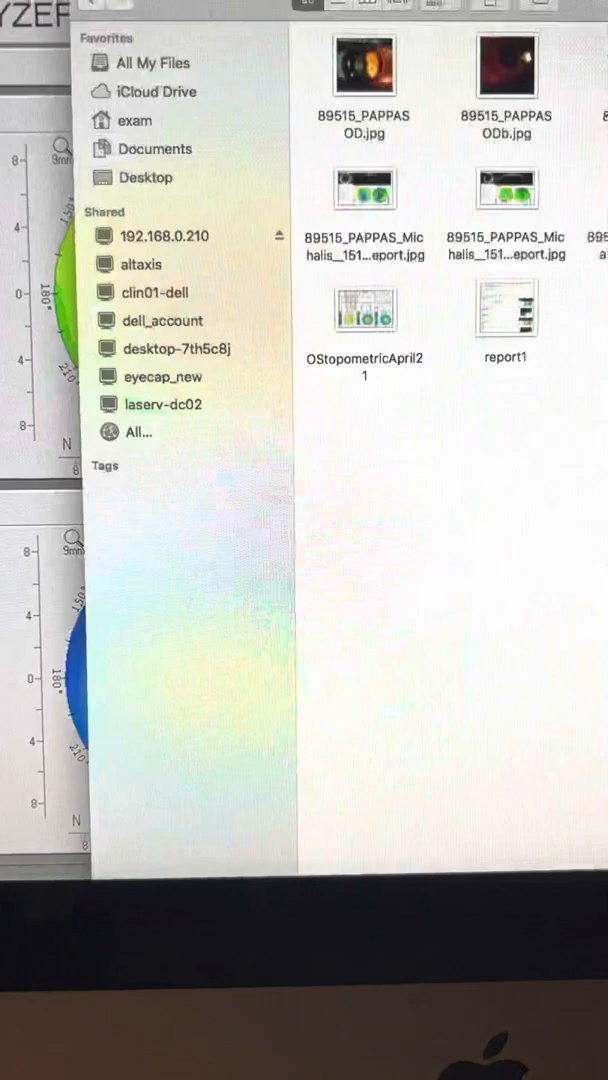 YZER
Favorites
All My Files
iCloud Drive
exam
Documents
Desktop
Shared
192.168.0.210
altaxis
clin01-dell
dell_account
desktop-7th5c8j
eyecap_new
laserv-dc02
All...
Tags
89515_PAPPAS
OD.jpg
89515_PAPPAS
ODb.jpg
89515_PAPPAS_Mic
halis__151...eport.jpg
89515_PAPPAS_Mic
halis__151...eport.jpg
OStopometricApril2
1
report1
8
9mm
150°
4
0
180°
4
210
8
N
8
8
9mm
150
4
0
180°
4
210
8
N
8